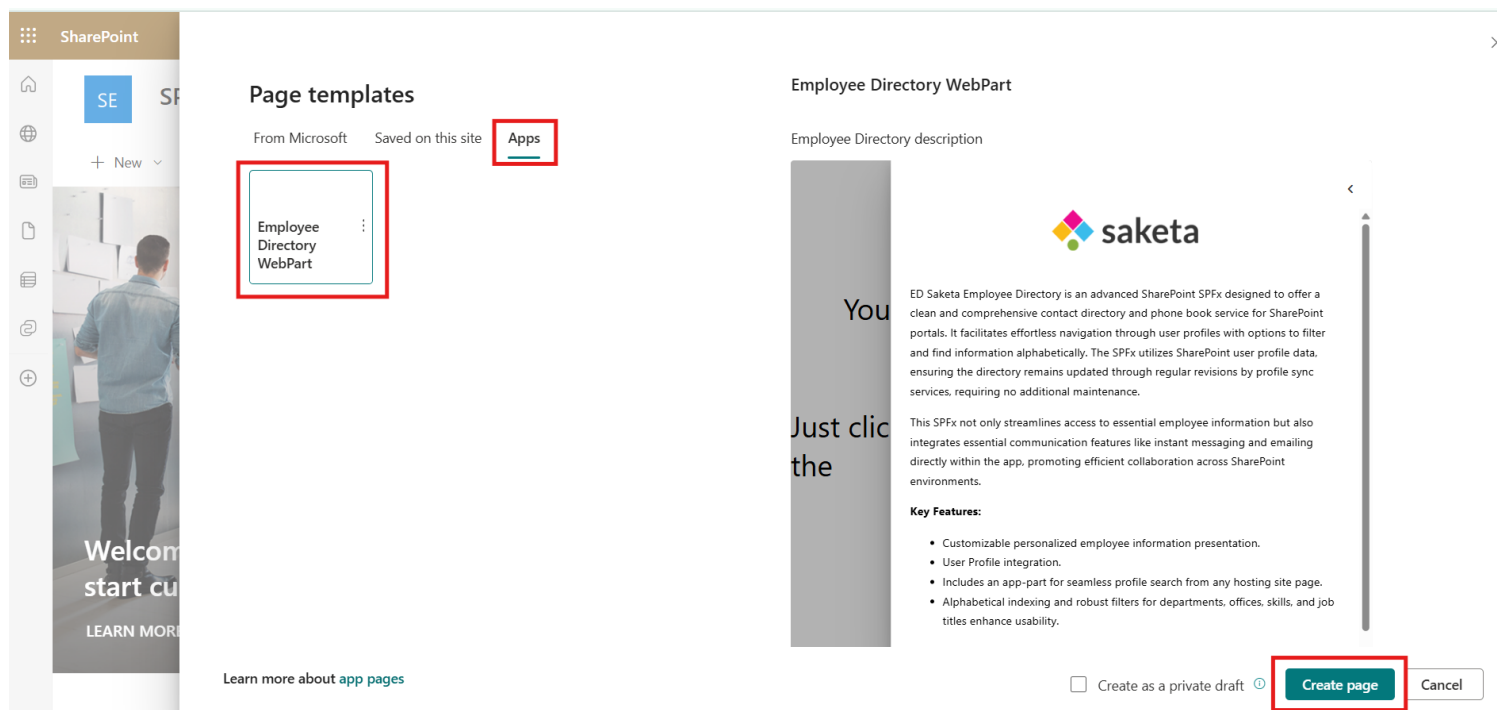 SharePoint
SE
SP
+ New
Welcom
start cu
LEARN MORE
Page templates
From Microsoft Saved on this site Apps
Employee
Directory
WebPart
Learn more about app pages
Employee Directory WebPart
Employee Directory description
You
Just clic
the
saketa
ED Saketa Employee Directory is an advanced SharePoint SPFx designed to offer a
clean and comprehensive contact directory and phone book service for SharePoint
portals. It facilitates effortless navigation through user profiles with options to filter
and find information alphabetically. The SPFx utilizes SharePoint user profile data,
ensuring the directory remains updated through regular revisions by profile sync
services, requiring no additional maintenance.
This SPFx not only streamlines access to essential employee information but also
integrates essential communication features like instant messaging and emailing
directly within the app, promoting efficient collaboration across SharePoint
environments.
Key Features:
• Customizable personalized employee information presentation.
• User Profile integration.
• Includes an app-part for seamless profile search from any hosting site page.
• Alphabetical indexing and robust filters for departments, offices, skills, and job
titles enhance usability.
Create as a private draft
Create page
Cancel